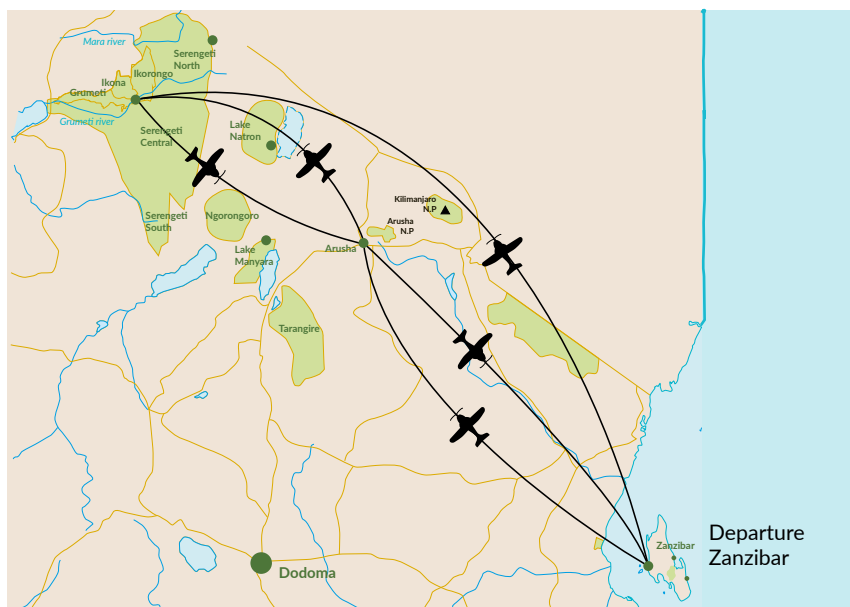 Mara river
Serengeti
North
Ikorongo
Ikona
Grumeti
Grumeti river
Serengeti
Central
Lake
Natron
Kilimanjaro
N.P
Serengeti
South
Ngorongoro
Arusha
N.P
Arusha
Lake
Manyara
Tarangire
Departure
Zanzibar
Zanzibar
Dodoma